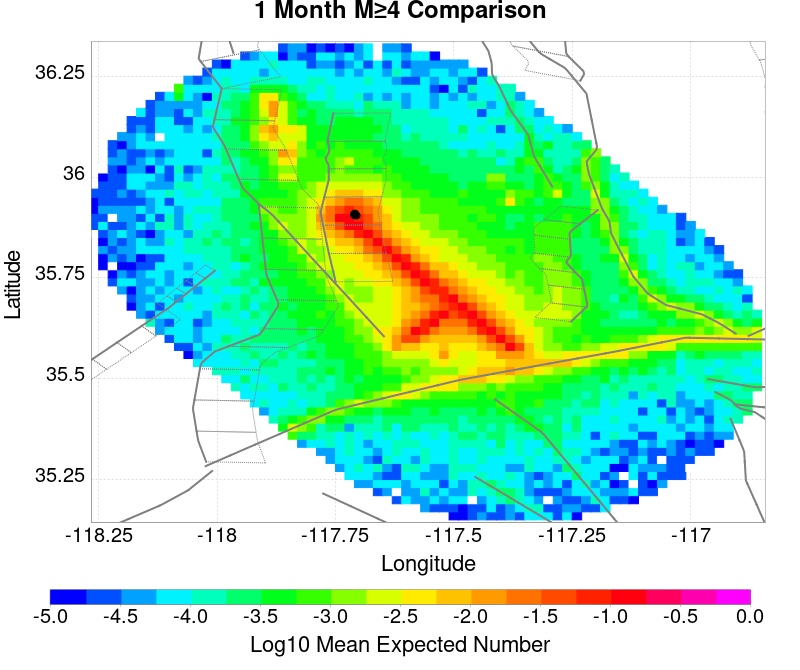 1 Month M≥4 Comparison
36.25
36
35.75
35.5
35.25
Latitude
-118.25 -118 -117.75 -117.5 -117.25 -117
Longitude
-5.0 -4.5 -4.0 -3.5 -3.0 -2.5 -2.0 -1.5 -1.0 -0.5 0.0
Log10 Mean Expected Number